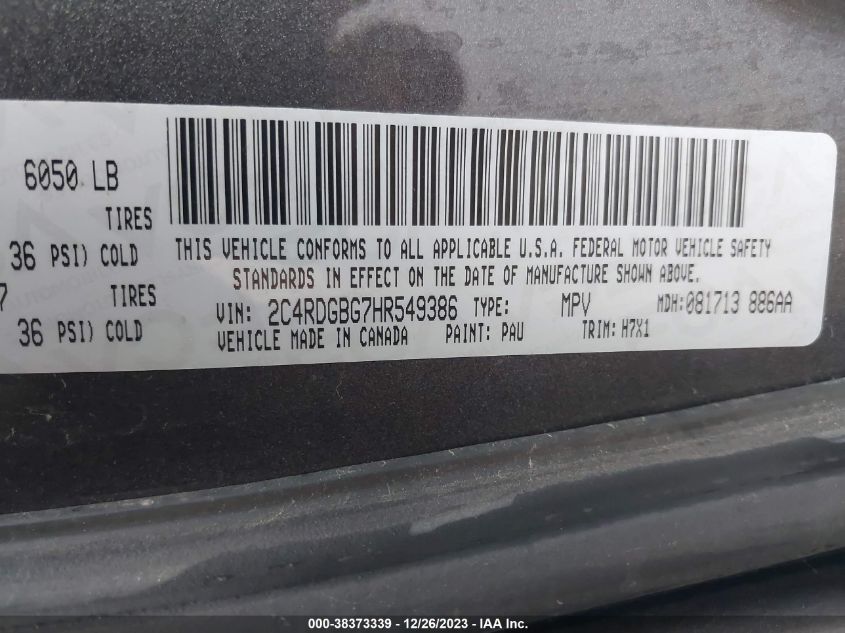 6050 LB
TIRES
36 PSI) COLD
7 TIRES
36 PSI) COLD
THIS VEHICLE CONFORMS TO ALL APPLICABLE U.S.A. FEDERAL MOTOR VEHICLE SAFETY
STANDARDS IN EFFECT ON THE DATE OF MANUFACTURE SHOWN ABOVE.
VIN: 2C4RDGBG7HR549386 TYPE: MPV MDH:081713 886AA
VEHICLE MADE IN CANADA PAINT: PAU TRIM: H7X1
000-38373339 - 12/26/2023 - IAA Inc.